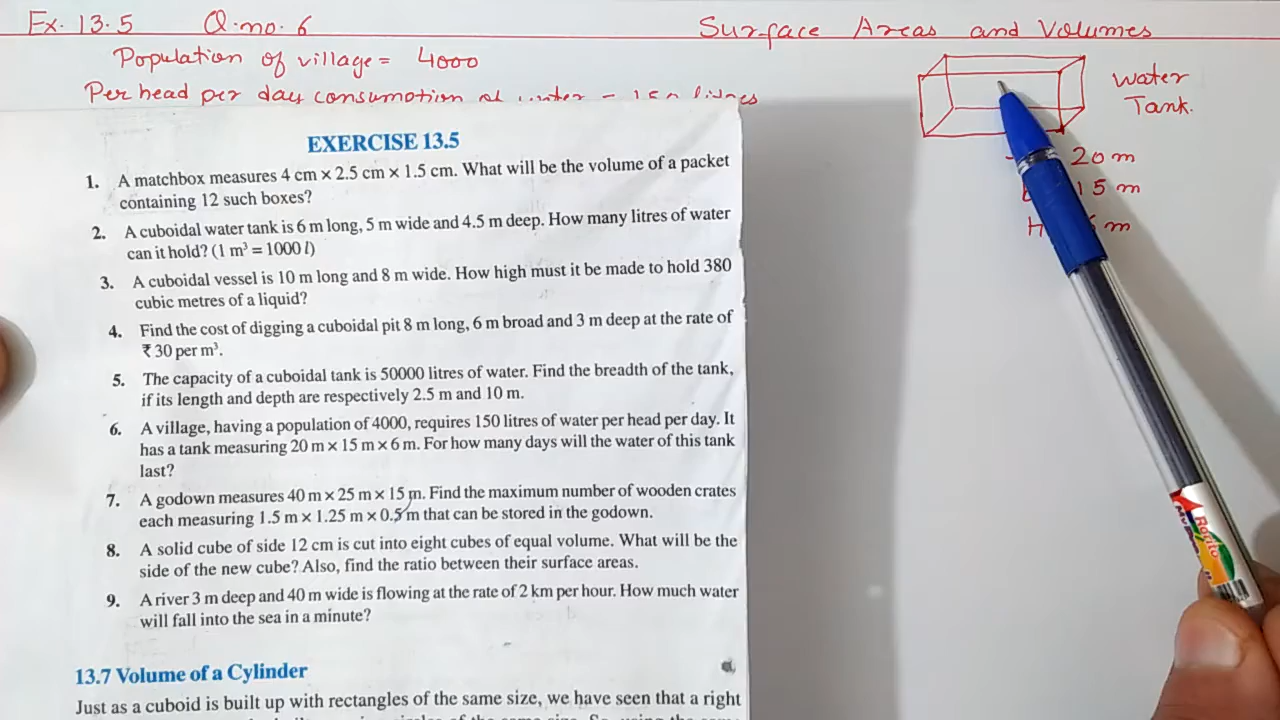 Ex. 13.5 Q.no. 6 Surface Areas and Volumes
Population of village = 4000
Per head per day consumotion of water = 150 litres
Water
Tank.
20 m
15 m
H 6 m
EXERCISE 13.5
1. A matchbox measures 4 cm × 2.5 cm × 1.5 cm. What will be the volume of a packet
containing 12 such boxes?
2. A cuboidal water tank is 6 m long, 5 m wide and 4.5 m deep. How many litres of water
can it hold? (1 m³ = 1000 l)
3. A cuboidal vessel is 10 m long and 8 m wide. How high must it be made to hold 380
cubic metres of a liquid?
4. Find the cost of digging a cuboidal pit 8 m long, 6 m broad and 3 m deep at the rate of
₹ 30 per m³.
5. The capacity of a cuboidal tank is 50000 litres of water. Find the breadth of the tank,
if its length and depth are respectively 2.5 m and 10 m.
6. A village, having a population of 4000, requires 150 litres of water per head per day. It
has a tank measuring 20 m × 15 m × 6 m. For how many days will the water of this tank
last?
7. A godown measures 40 m × 25 m × 15 m. Find the maximum number of wooden crates
each measuring 1.5 m × 1.25 m × 0.5 m that can be stored in the godown.
8. A solid cube of side 12 cm is cut into eight cubes of equal volume. What will be the
side of the new cube? Also, find the ratio between their surface areas.
9. A river 3 m deep and 40 m wide is flowing at the rate of 2 km per hour. How much water
will fall into the sea in a minute?
13.7 Volume of a Cylinder
Just as a cuboid is built up with rectangles of the same size, we have seen that a right